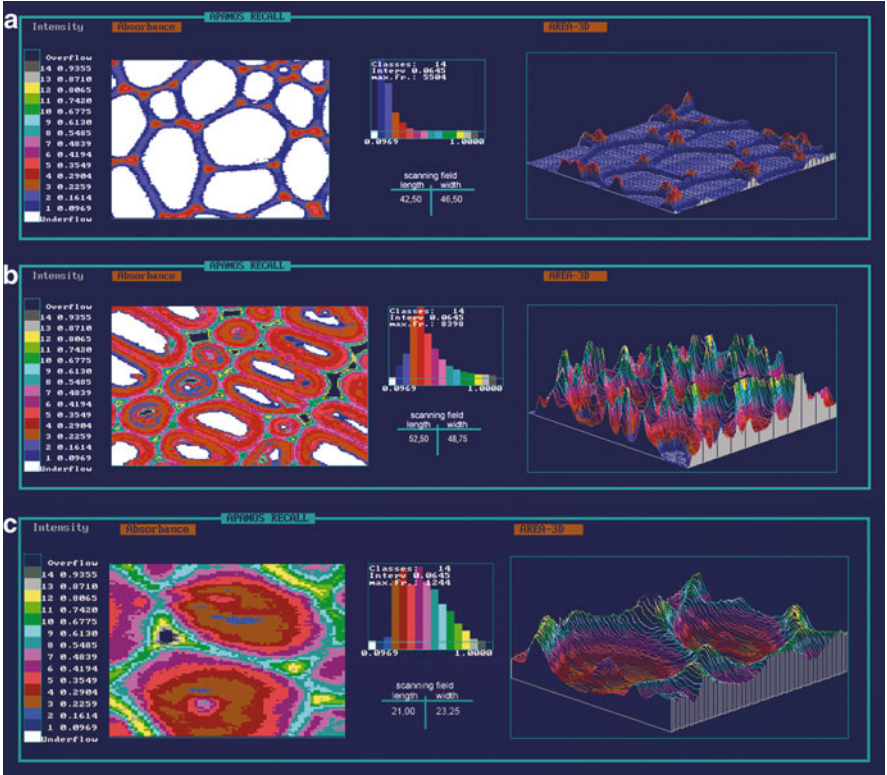 a
APAMOS RECALL
Intensity
Absorbance
AREA-3D
Overflow
14 0.9355
13 0.8710
12 0.8065
11 0.7420
10 0.6775
9 0.6130
8 0.5485
7 0.4839
6 0.4194
5 0.3549
4 0.2904
3 0.2259
2 0.1614
1 0.0969
Underflow
Classes: 14
Interv 0.0645
max.fr.: 5504
0.0969 1.0000
scanning field
length width
42,50 46,50
b
APAMOS RECALL
Intensity
Absorbance
AREA-3D
Overflow
14 0.9355
13 0.8710
12 0.8065
11 0.7420
10 0.6775
9 0.6130
8 0.5485
7 0.4839
6 0.4194
5 0.3549
4 0.2904
3 0.2259
2 0.1614
1 0.0969
Underflow
Classes: 14
Interv 0.0645
max.fr.: 8398
0.0969 1.0000
scanning field
length width
52,50 48,75
c
APAMOS RECALL
Intensity
Absorbance
AREA-3D
Overflow
14 0.9355
13 0.8710
12 0.8065
11 0.7420
10 0.6775
9 0.6130
8 0.5485
7 0.4839
6 0.4194
5 0.3549
4 0.2904
3 0.2259
2 0.1614
1 0.0969
Underflow
Classes: 14
Interv 0.0645
max.fr.: 1244
0.0969 1.0000
scanning field
length width
21,00 23,25